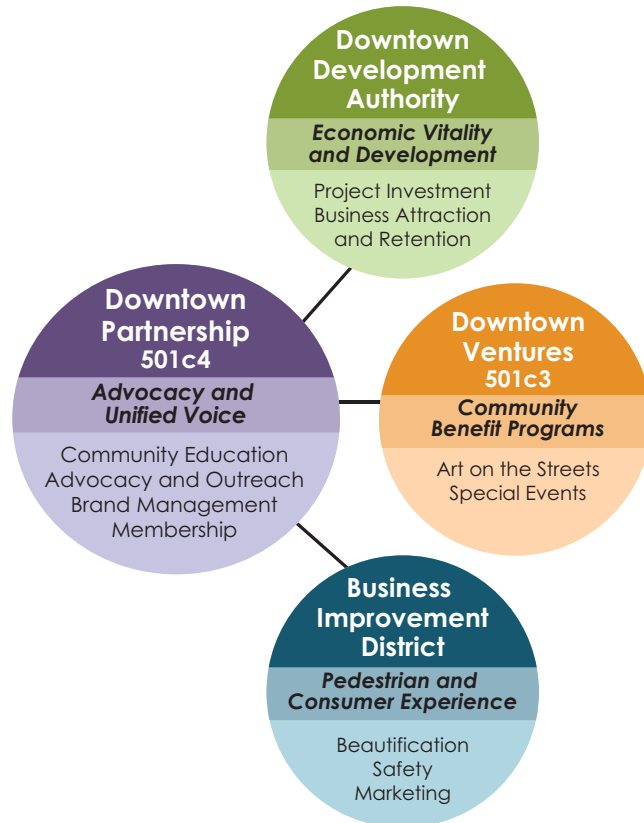 Downtown
Development
Authority
Economic Vitality
and Development
Project Investment
Business Attraction
and Retention
Downtown
Partnership
501c4
Advocacy and
Unified Voice
Community Education
Advocacy and Outreach
Brand Management
Membership
Downtown
Ventures
501c3
Community
Benefit Programs
Art on the Streets
Special Events
Business
Improvement
District
Pedestrian and
Consumer Experience
Beautification
Safety
Marketing